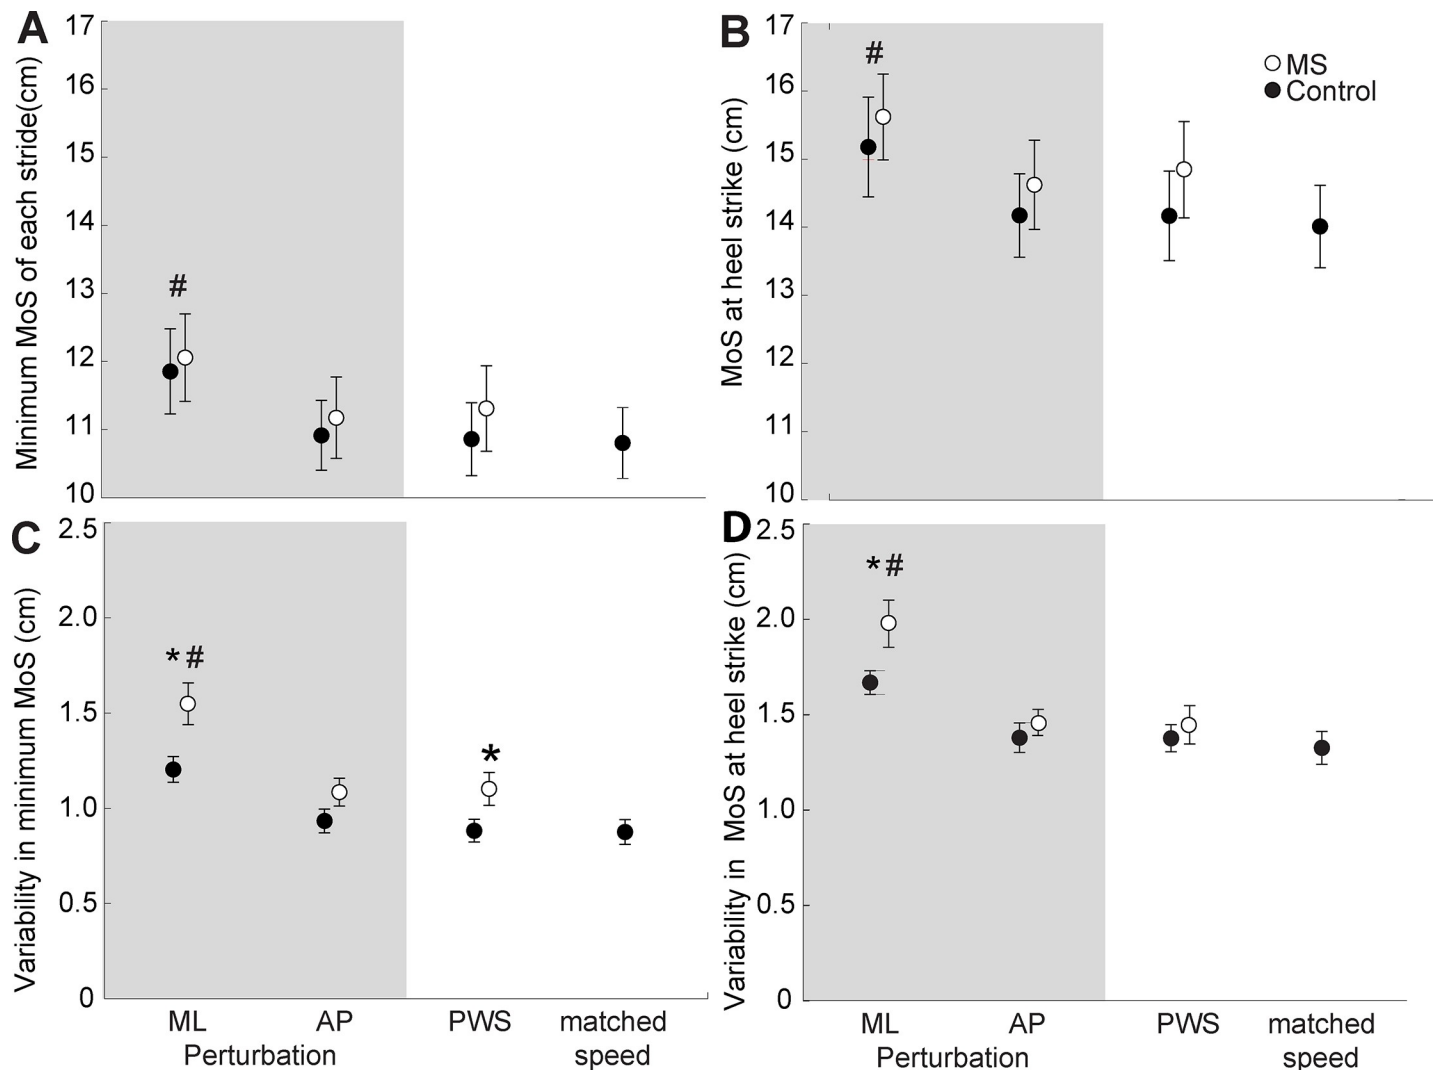 A
Minimum MoS of each stride(cm)
17
16
15
14
13
12
11
10
#
B
MoS at heel strike (cm)
17
16
15
14
13
12
11
10
#
MS
Control
C
Variability in minimum MoS (cm)
2.5
2.0
1.5
1.0
0.5
0
*#
*
ML
AP
PWS
matched
Perturbation
speed
D
Variability in MoS at heel strike (cm)
2.5
2.0
1.5
1.0
0.5
0
*#
ML
AP
PWS
matched
Perturbation
speed